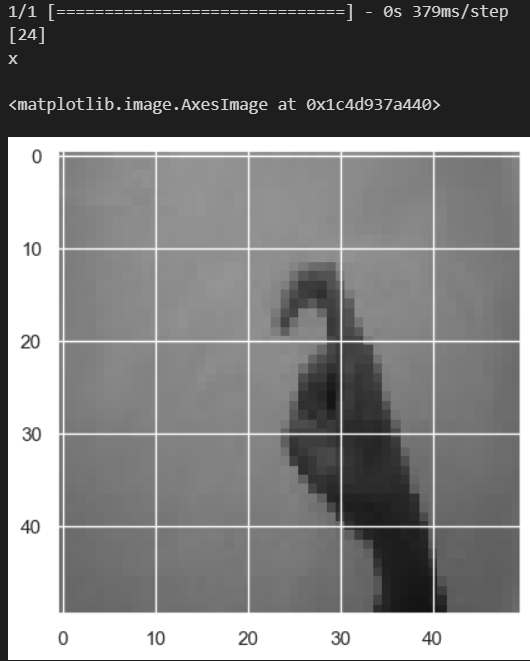 1/1 [==============================] - 0s 379ms/step
[24]
x
<matplotlib.image.AxesImage at 0x1c4d937a440>
0
10
20
30
40
0 10 20 30 40